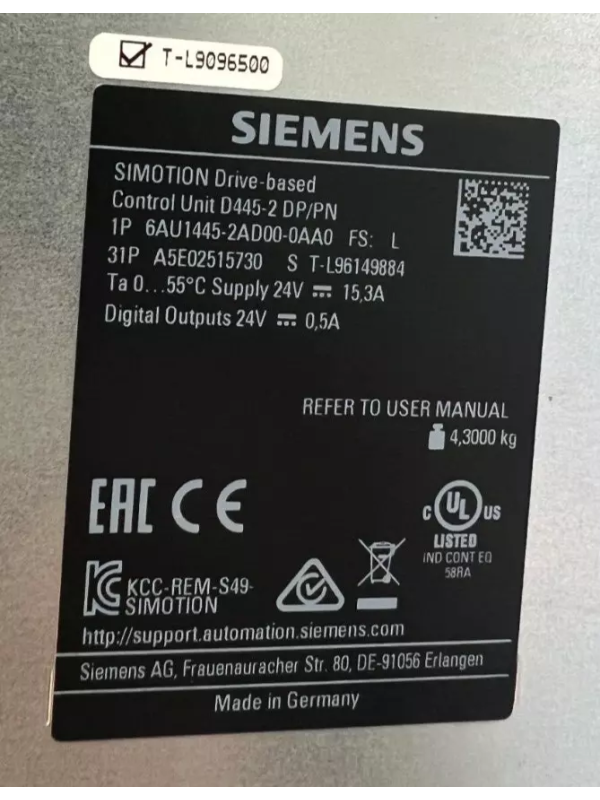 T-L9096500
SIEMENS
SIMOTION Drive-based
Control Unit D445-2 DP/PN
1P 6AU1445-2AD00-0AA0 FS: L
31P A5E02515730 S T-L96149884
Ta 0...55°C Supply 24V ⎓ 15,3A
Digital Outputs 24V ⎓ 0,5A
REFER TO USER MANUAL
4,3000 kg
EAC CE
C UL US
LISTED
IND CONT EQ
58RA
KCC-REM-S49-
SIMOTION
http://support.automation.siemens.com
Siemens AG, Frauenauracher Str. 80, DE-91056 Erlangen
Made in Germany